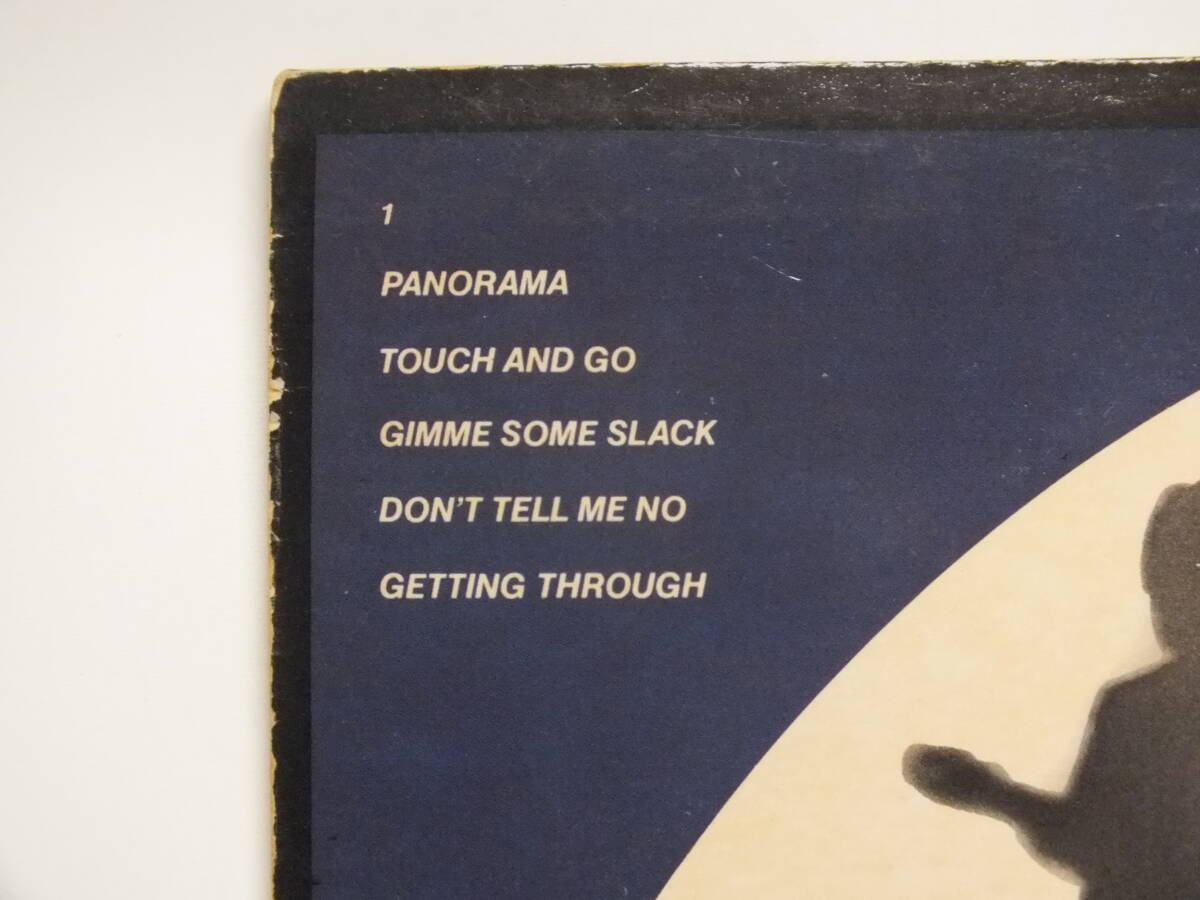 1
PANORAMA
TOUCH AND GO
GIMME SOME SLACK
DON'T TELL ME NO
GETTING THROUGH